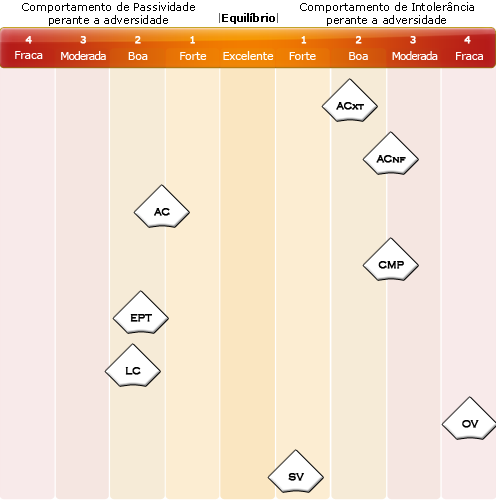 Comportamento de Passividade
perante a adversidade
|Equilíbrio|
Comportamento de Intolerância
perante a adversidade
4 3 2 1 1 2 3 4
Fraca Moderada Boa Forte Excelente Forte Boa Moderada Fraca
ACXT
ACNF
AC
CMP
EPT
LC
OV
SV